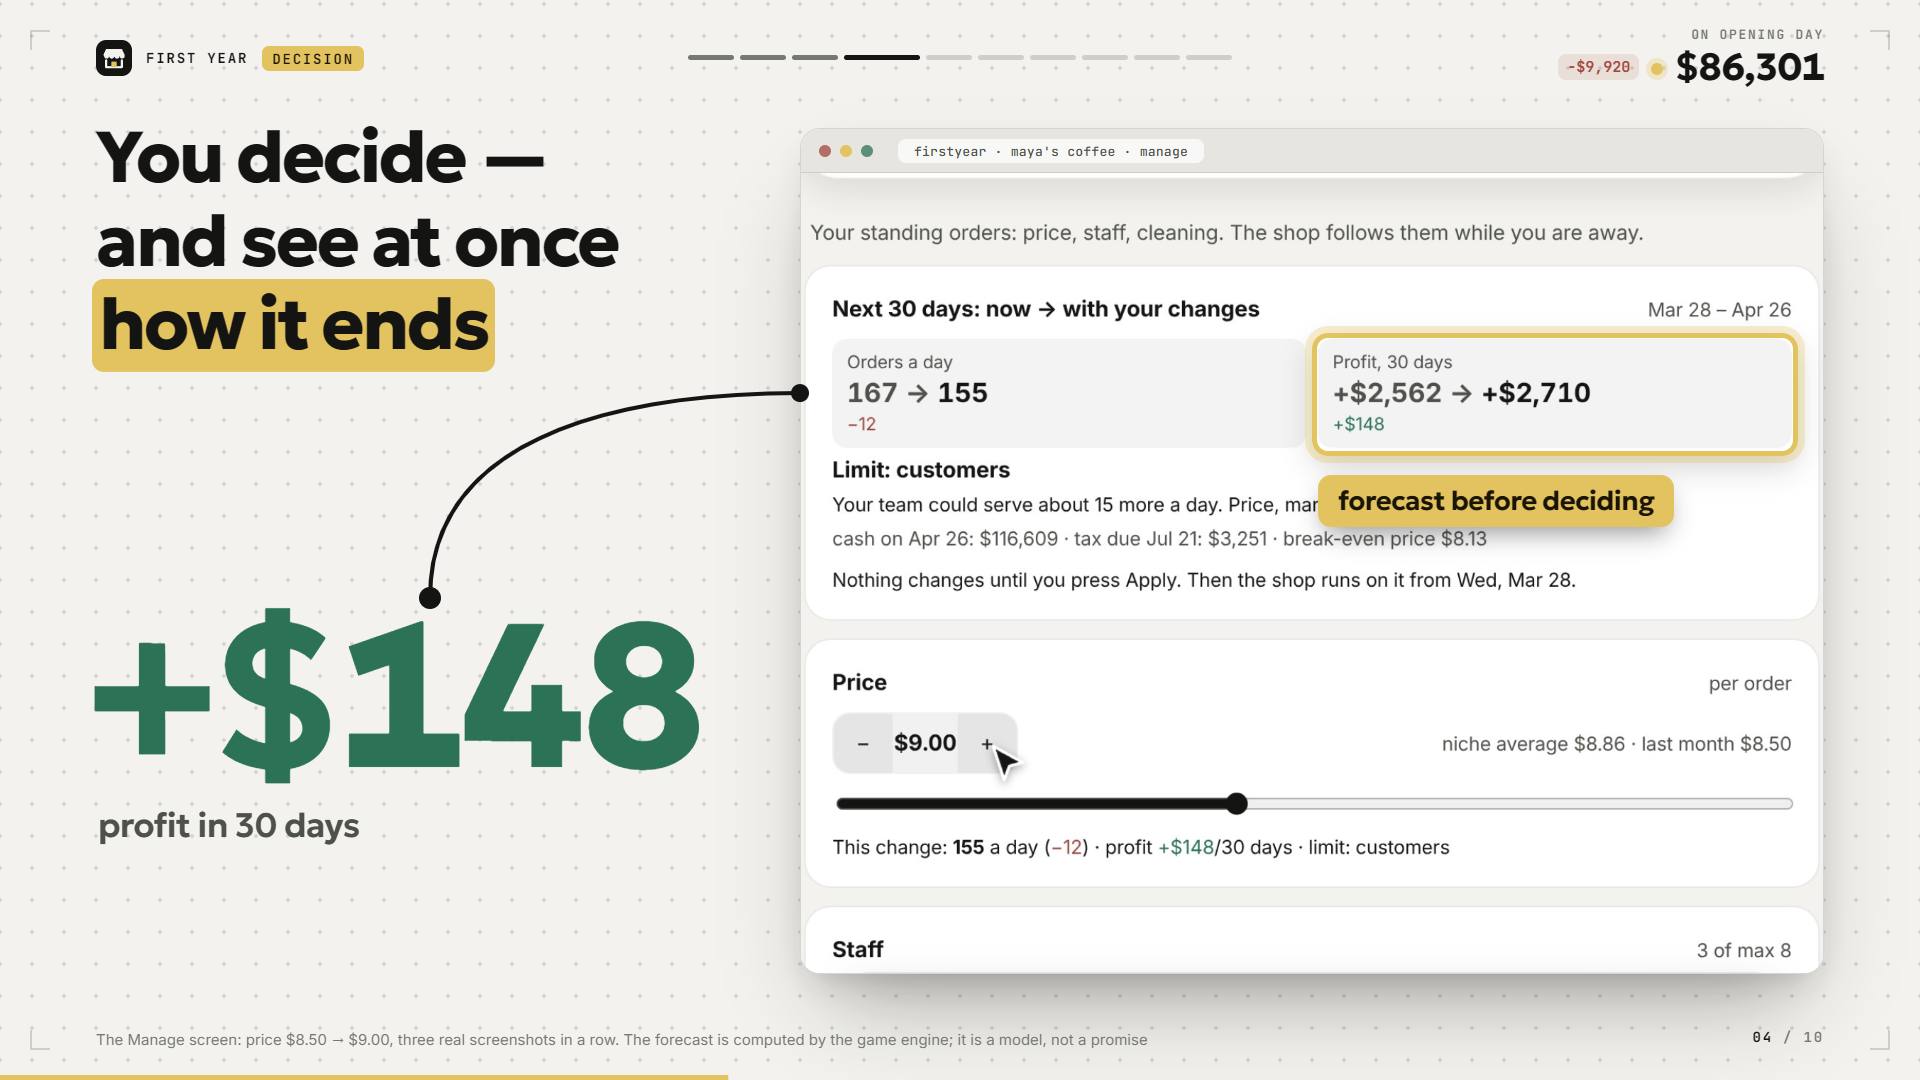 FIRST YEAR DECISION
ON OPENING DAY
-$9,920 $86,301
You decide —
and see at once
how it ends
+$148
profit in 30 days
firstyear · maya's coffee · manage
Your standing orders: price, staff, cleaning. The shop follows them while you are away.
Next 30 days: now → with your changes Mar 28 – Apr 26
Orders a day
167 → 155
−12
Profit, 30 days
+$2,562 → +$2,710
+$148
Limit: customers
Your team could serve about 15 more a day. Price, mar
forecast before deciding
cash on Apr 26: $116,609 · tax due Jul 21: $3,251 · break-even price $8.13
Nothing changes until you press Apply. Then the shop runs on it from Wed, Mar 28.
Price per order
− $9.00 +
niche average $8.86 · last month $8.50
This change: 155 a day (−12) · profit +$148/30 days · limit: customers
Staff 3 of max 8
The Manage screen: price $8.50 → $9.00, three real screenshots in a row. The forecast is computed by the game engine; it is a model, not a promise
04 / 10